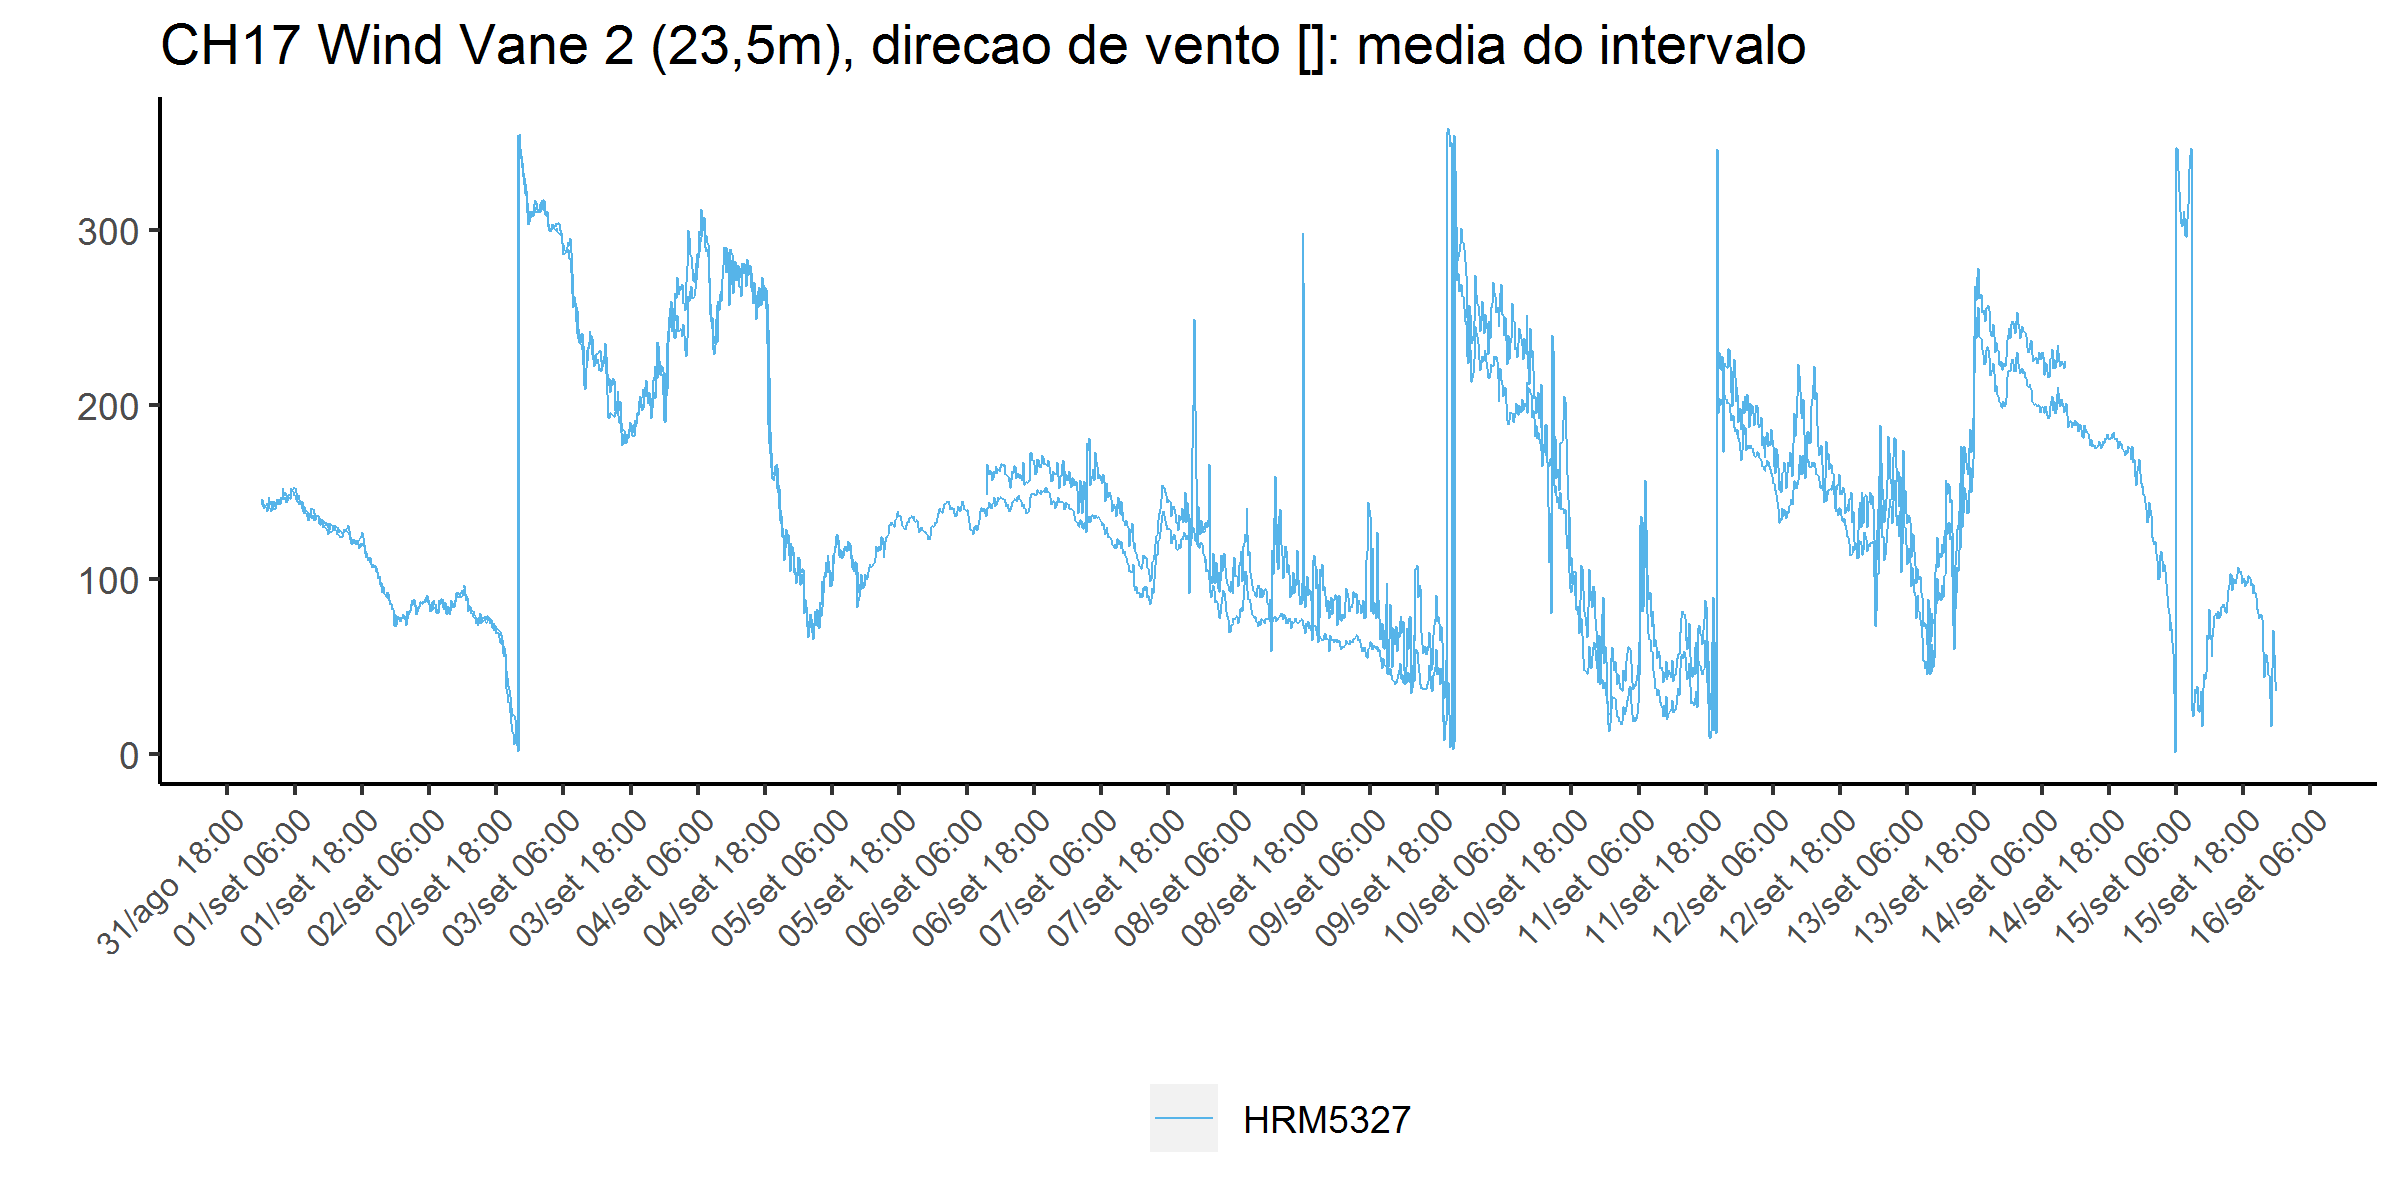 CH17 Wind Vane 2 (23,5m), direcao de vento []: media do intervalo
300
200
100
0
31/ago 18:00
01/set 06:00
01/set 18:00
02/set 06:00
02/set 18:00
03/set 06:00
03/set 18:00
04/set 06:00
04/set 18:00
05/set 06:00
05/set 18:00
06/set 06:00
06/set 18:00
07/set 06:00
07/set 18:00
08/set 06:00
08/set 18:00
09/set 06:00
09/set 18:00
10/set 06:00
10/set 18:00
11/set 06:00
11/set 18:00
12/set 06:00
12/set 18:00
13/set 06:00
13/set 18:00
14/set 06:00
14/set 18:00
15/set 06:00
15/set 18:00
16/set 06:00
HRM5327